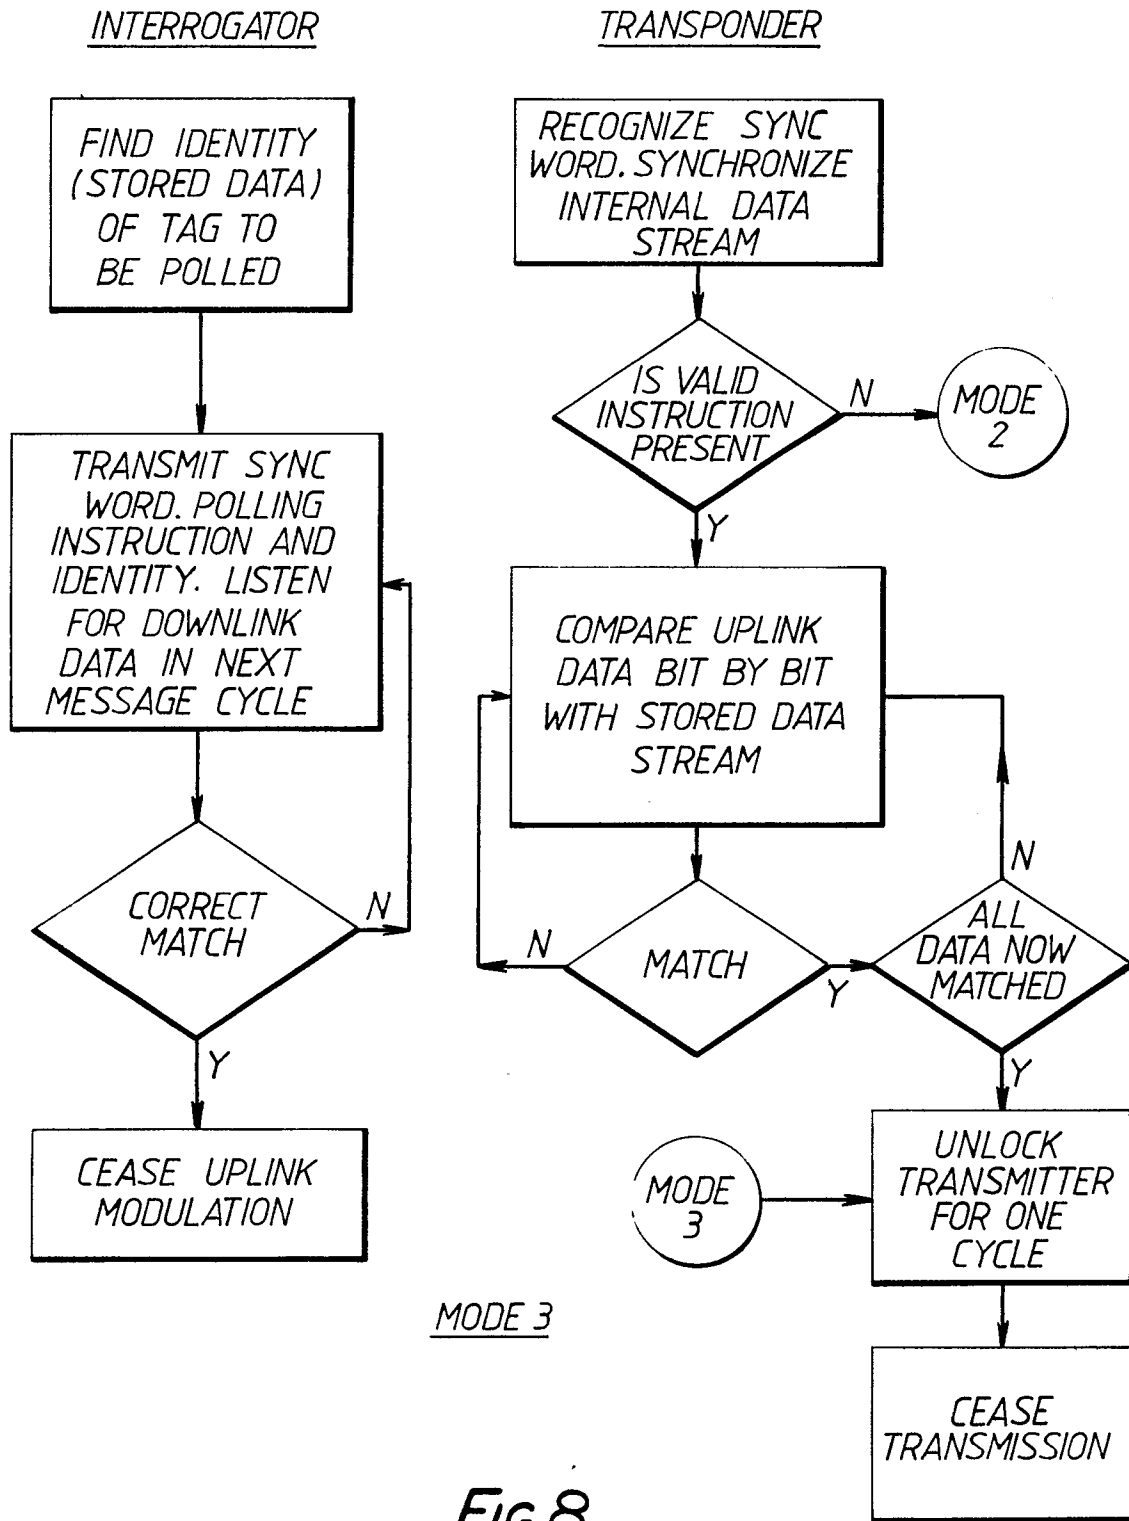 INTERROGATOR
FIND IDENTITY
(STORED DATA)
OF TAG TO
BE POLLED
TRANSMIT SYNC
WORD. POLLING
INSTRUCTION AND
IDENTITY. LISTEN
FOR DOWNLINK
DATA IN NEXT
MESSAGE CYCLE
CORRECT
MATCH
N
Y
CEASE UPLINK
MODULATION
TRANSPONDER
RECOGNIZE SYNC
WORD. SYNCHRONIZE
INTERNAL DATA
STREAM
IS VALID
INSTRUCTION
PRESENT
N
MODE
2
Y
COMPARE UPLINK
DATA BIT BY BIT
WITH STORED DATA
STREAM
N
MATCH
Y
N
ALL
DATA NOW
MATCHED
Y
MODE
3
UNLOCK
TRANSMITTER
FOR ONE
CYCLE
CEASE
TRANSMISSION
MODE 3
FIG. 8